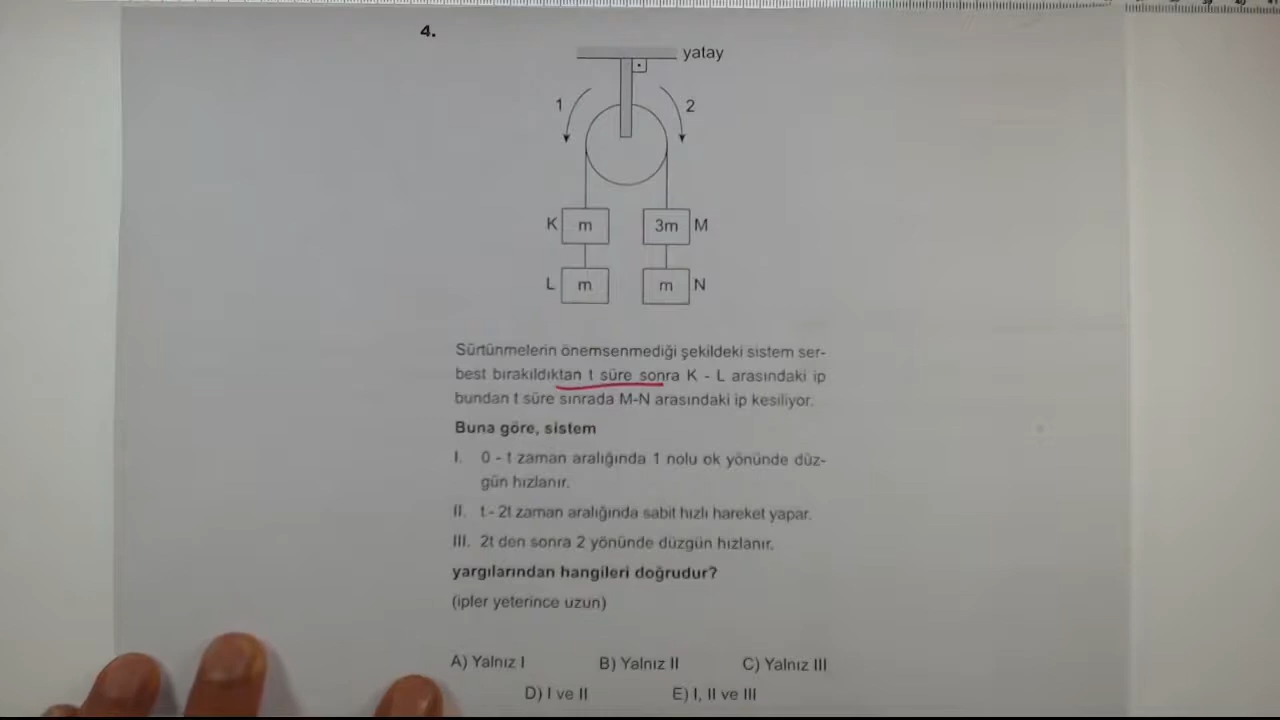 4.
yatay
1
2
K m
3m M
L m
m N
Sürtünmelerin önemsenmediği şekildeki sistem ser-
best bırakıldıktan t süre sonra K - L arasındaki ip
bundan t süre sınrada M-N arasındaki ip kesiliyor.
Buna göre, sistem
I. 0 - t zaman aralığında 1 nolu ok yönünde düz-
gün hızlanır.
II. t - 2t zaman aralığında sabit hızlı hareket yapar.
III. 2t den sonra 2 yönünde düzgün hızlanır.
yargılarından hangileri doğrudur?
(ipler yeterince uzun)
A) Yalnız I B) Yalnız II C) Yalnız III
D) I ve II E) I, II ve III